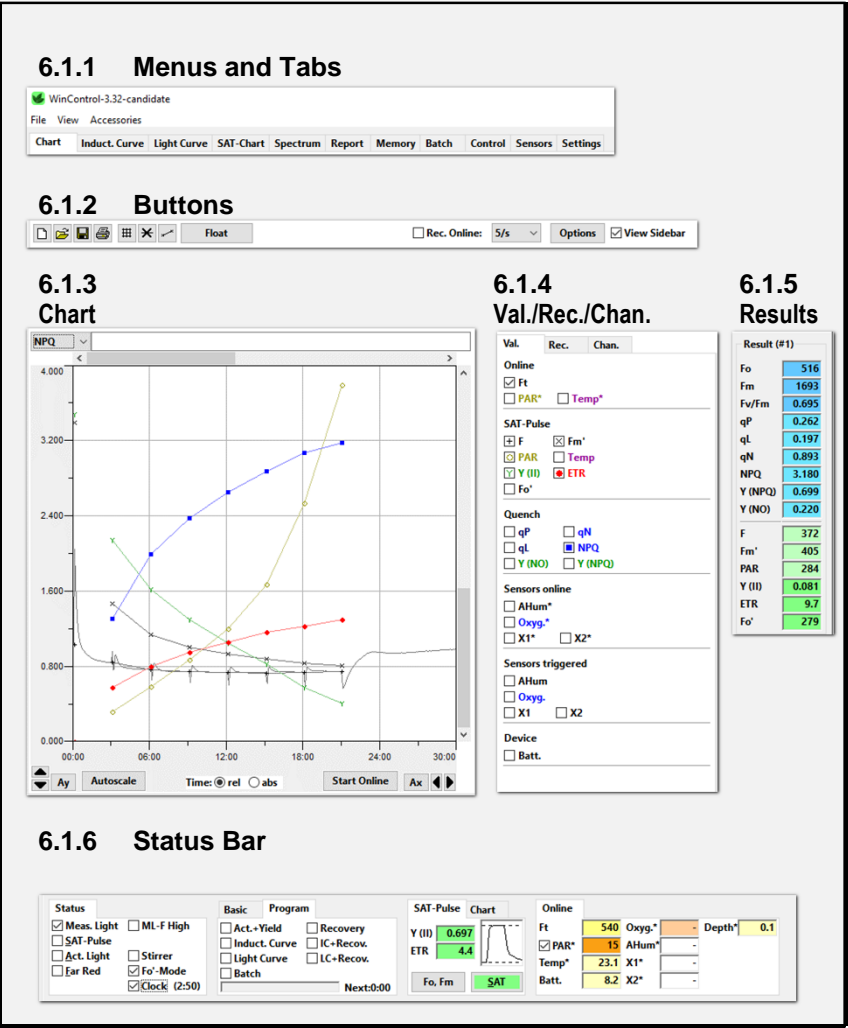 6.1.1 Menus and Tabs
WinControl-3.32-candidate
File View Accessories
Chart Induct. Curve Light Curve SAT-Chart Spectrum Report Memory Batch Control Sensors Settings
6.1.2 Buttons
Float Rec. Online: 5/s Options View Sidebar
6.1.3
Chart
NPQ
4.000
3.200
2.400
1.600
0.800
0.000
00:00 06:00 12:00 18:00 24:00 30:00
Ay Autoscale Time: rel abs Start Online Ax
6.1.4
Val./Rec./Chan.
Val. Rec. Chan.
Online
Ft
PAR* Temp*
SAT-Pulse
F Fm'
PAR Temp
Y (II) ETR
Fo'
Quench
qP qN
qL NPQ
Y (NO) Y (NPQ)
Sensors online
AHum*
Oxyg.*
X1* X2*
Sensors triggered
AHum
Oxyg.
X1 X2
Device
Batt.
6.1.5
Results
Result (#1)
Fo 516
Fm 1693
Fv/Fm 0.695
qP 0.262
qL 0.197
qN 0.893
NPQ 3.180
Y (NPQ) 0.699
Y (NO) 0.220
F 372
Fm' 405
PAR 284
Y (II) 0.081
ETR 9.7
Fo' 279
6.1.6 Status Bar
Status
Meas. Light ML-F High
SAT-Pulse
Act. Light Stirrer
Far Red Fo'-Mode
Clock (2:50)
Basic Program
Act.+Yield Recovery
Induct. Curve IC+Recov.
Light Curve LC+Recov.
Batch
Next:0:00
SAT-Pulse Chart
Y (II) 0.697
ETR 4.4
Fo, Fm SAT
Online
Ft 540 Oxyg.* - Depth* 0.1
PAR* 15 AHum* -
Temp* 23.1 X1* -
Batt. 8.2 X2* -